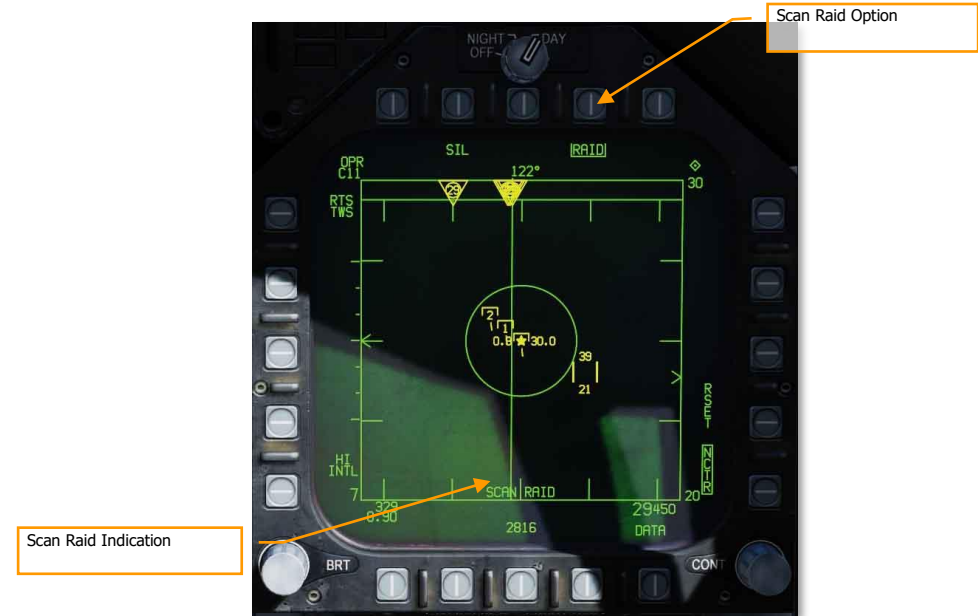 Scan Raid Option
NIGHT DAY
OFF
SIL RAID
OPR
C11
122°
30
29
RTS
TWS
2
1
0.8 30.0
39
21
RSET
NCTR
HI
INTL
7
SCAN RAID
20
329
0.90
29450
2816
DATA
Scan Raid Indication
BRT
CONT